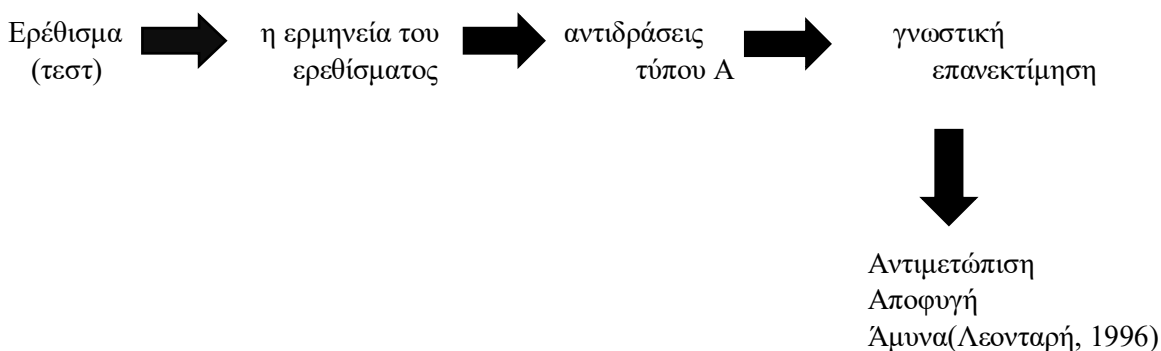 Ερέθισμα
(τεστ)
η ερμηνεία του
ερεθίσματος
αντιδράσεις
τύπου Α
γνωστική
επανεκτίμηση
Αντιμετώπιση
Αποφυγή
Άμυνα(Λεονταρή, 1996)